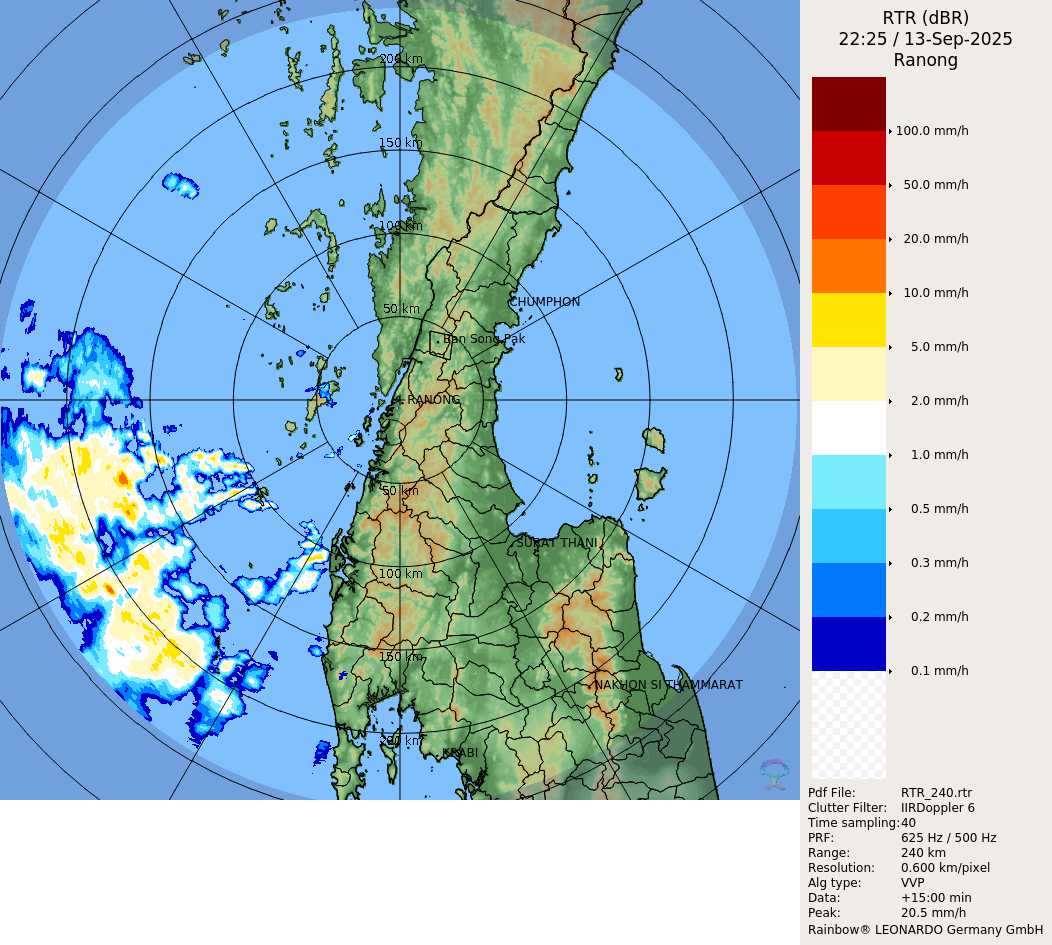 RTR (dBR)
22:25 / 13-Sep-2025
Ranong
200 km
150 km
100 km
50 km
CHUMPHON
Ban Song Pak
RANONG
50 km
SURAT THANI
100 km
150 km
NAKHON SI THAMMARAT
200 km
KRABI
100.0 mm/h
50.0 mm/h
20.0 mm/h
10.0 mm/h
5.0 mm/h
2.0 mm/h
1.0 mm/h
0.5 mm/h
0.3 mm/h
0.2 mm/h
0.1 mm/h
Pdf File: RTR_240.rtr
Clutter Filter: IIRDoppler 6
Time sampling: 40
PRF: 625 Hz / 500 Hz
Range: 240 km
Resolution: 0.600 km/pixel
Alg type: VVP
Data: +15:00 min
Peak: 20.5 mm/h
Rainbow® LEONARDO Germany GmbH